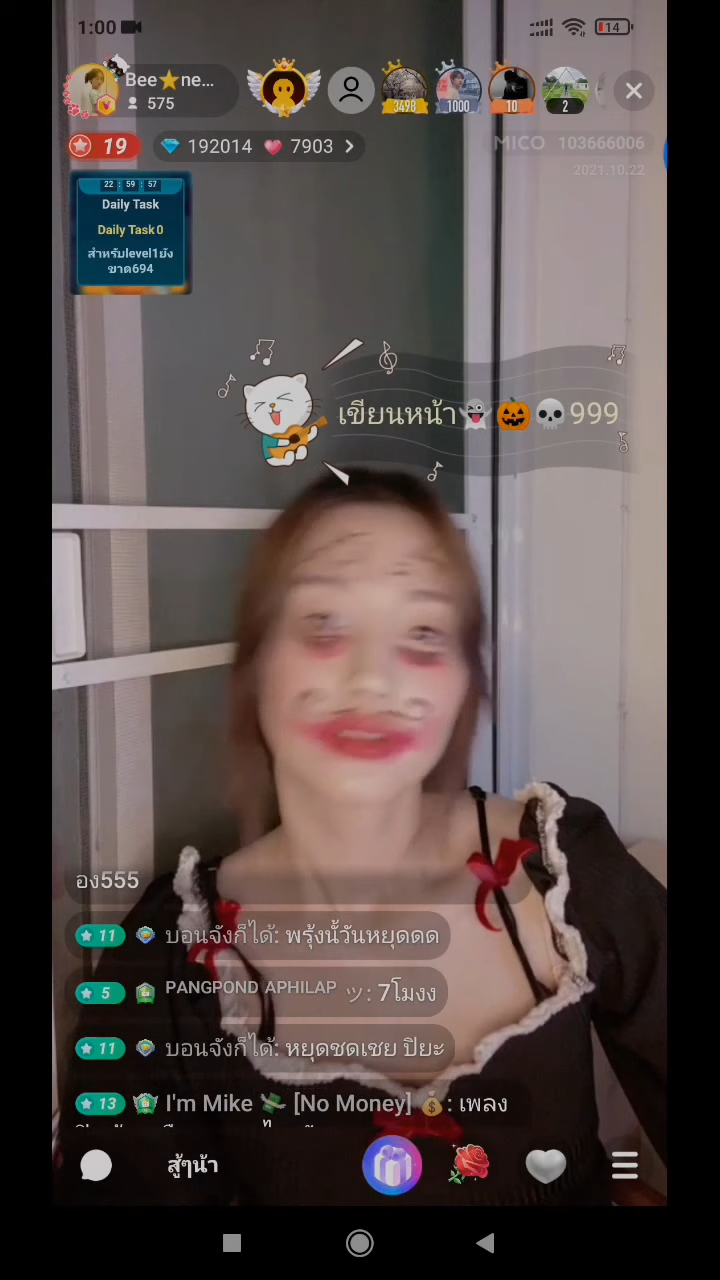 1:00
14
Bee⭐ne...
575
3498
1000
10
2
19
192014
7903
MICO 103666006
2021.10.22
22 : 59 : 57
Daily Task
Daily Task 0
สำหรับlevel1ยัง
ขาด694
เขียนหน้า👻🎃💀999
อง555
11 บอนจังก็ได้: พรุ้งนั้วันหยุดดด
5 PANGPOND APHILAP ツ: 7โมงง
11 บอนจังก็ได้: หยุดชดเชย ปิยะ
13 I'm Mike 💸 [No Money] 💰: เพลง
สู้ๆน้า